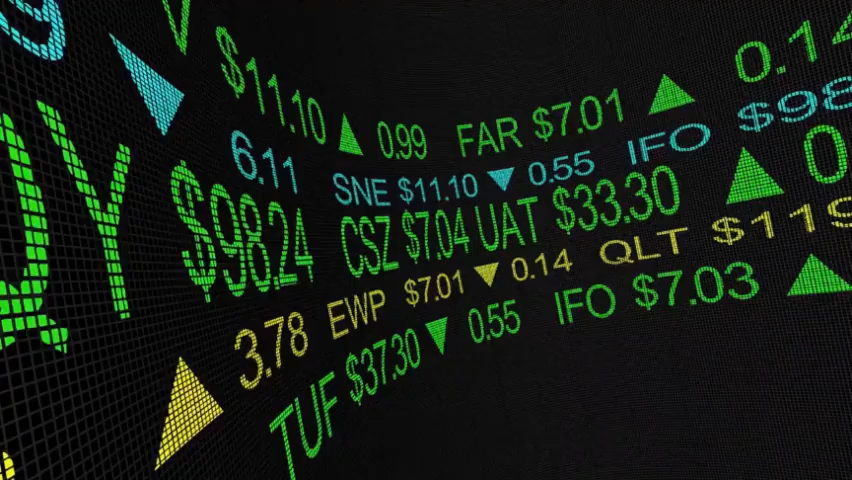 $11.10 ▲ 0.99 FAR $7.01 ▲ 0.14
6.11 SNE $11.10 ▼ 0.55 IFO $98
QY $98.24 CSZ $7.04 UAT $33.30 ▲ 0
3.78 EWP $7.01 ▼ 0.14 QLT $119
TUF $37.30 ▼ 0.55 IFO $7.03 ▲